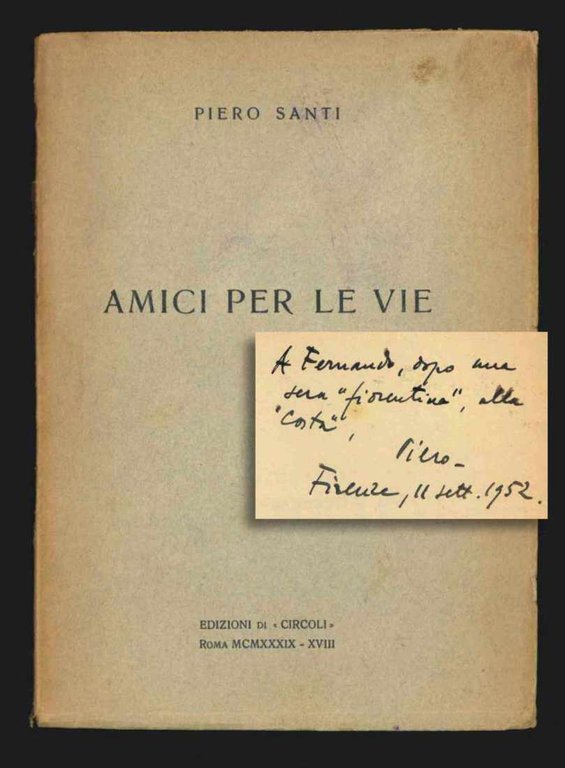 PIERO SANTI
AMICI PER LE VIE
A Fernando, dopo una
sera "fiorentina", alla
"Costa",
Piero-
Firenze, 11 sett. 1952.
EDIZIONI DI « CIRCOLI »
ROMA MCMXXXIX - XVIII